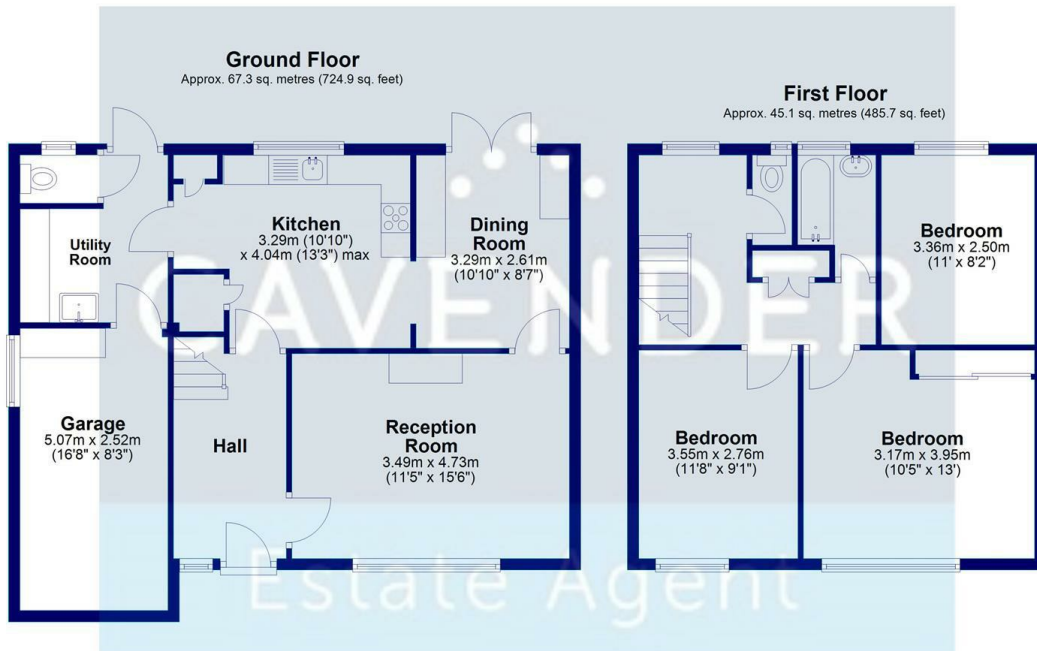 Ground Floor
Approx. 67.3 sq. metres (724.9 sq. feet)
First Floor
Approx. 45.1 sq. metres (485.7 sq. feet)
Kitchen
3.29m (10'10")
x 4.04m (13'3") max
Dining
Room
3.29m x 2.61m
(10'10" x 8'7")
Utility
Room
Bedroom
3.36m x 2.50m
(11' x 8'2")
CAVENDER
Garage
5.07m x 2.52m
(16'8" x 8'3")
Hall
Reception
Room
3.49m x 4.73m
(11'5" x 15'6")
Bedroom
3.55m x 2.76m
(11'8" x 9'1")
Bedroom
3.17m x 3.95m
(10'5" x 13')
Estate Agent